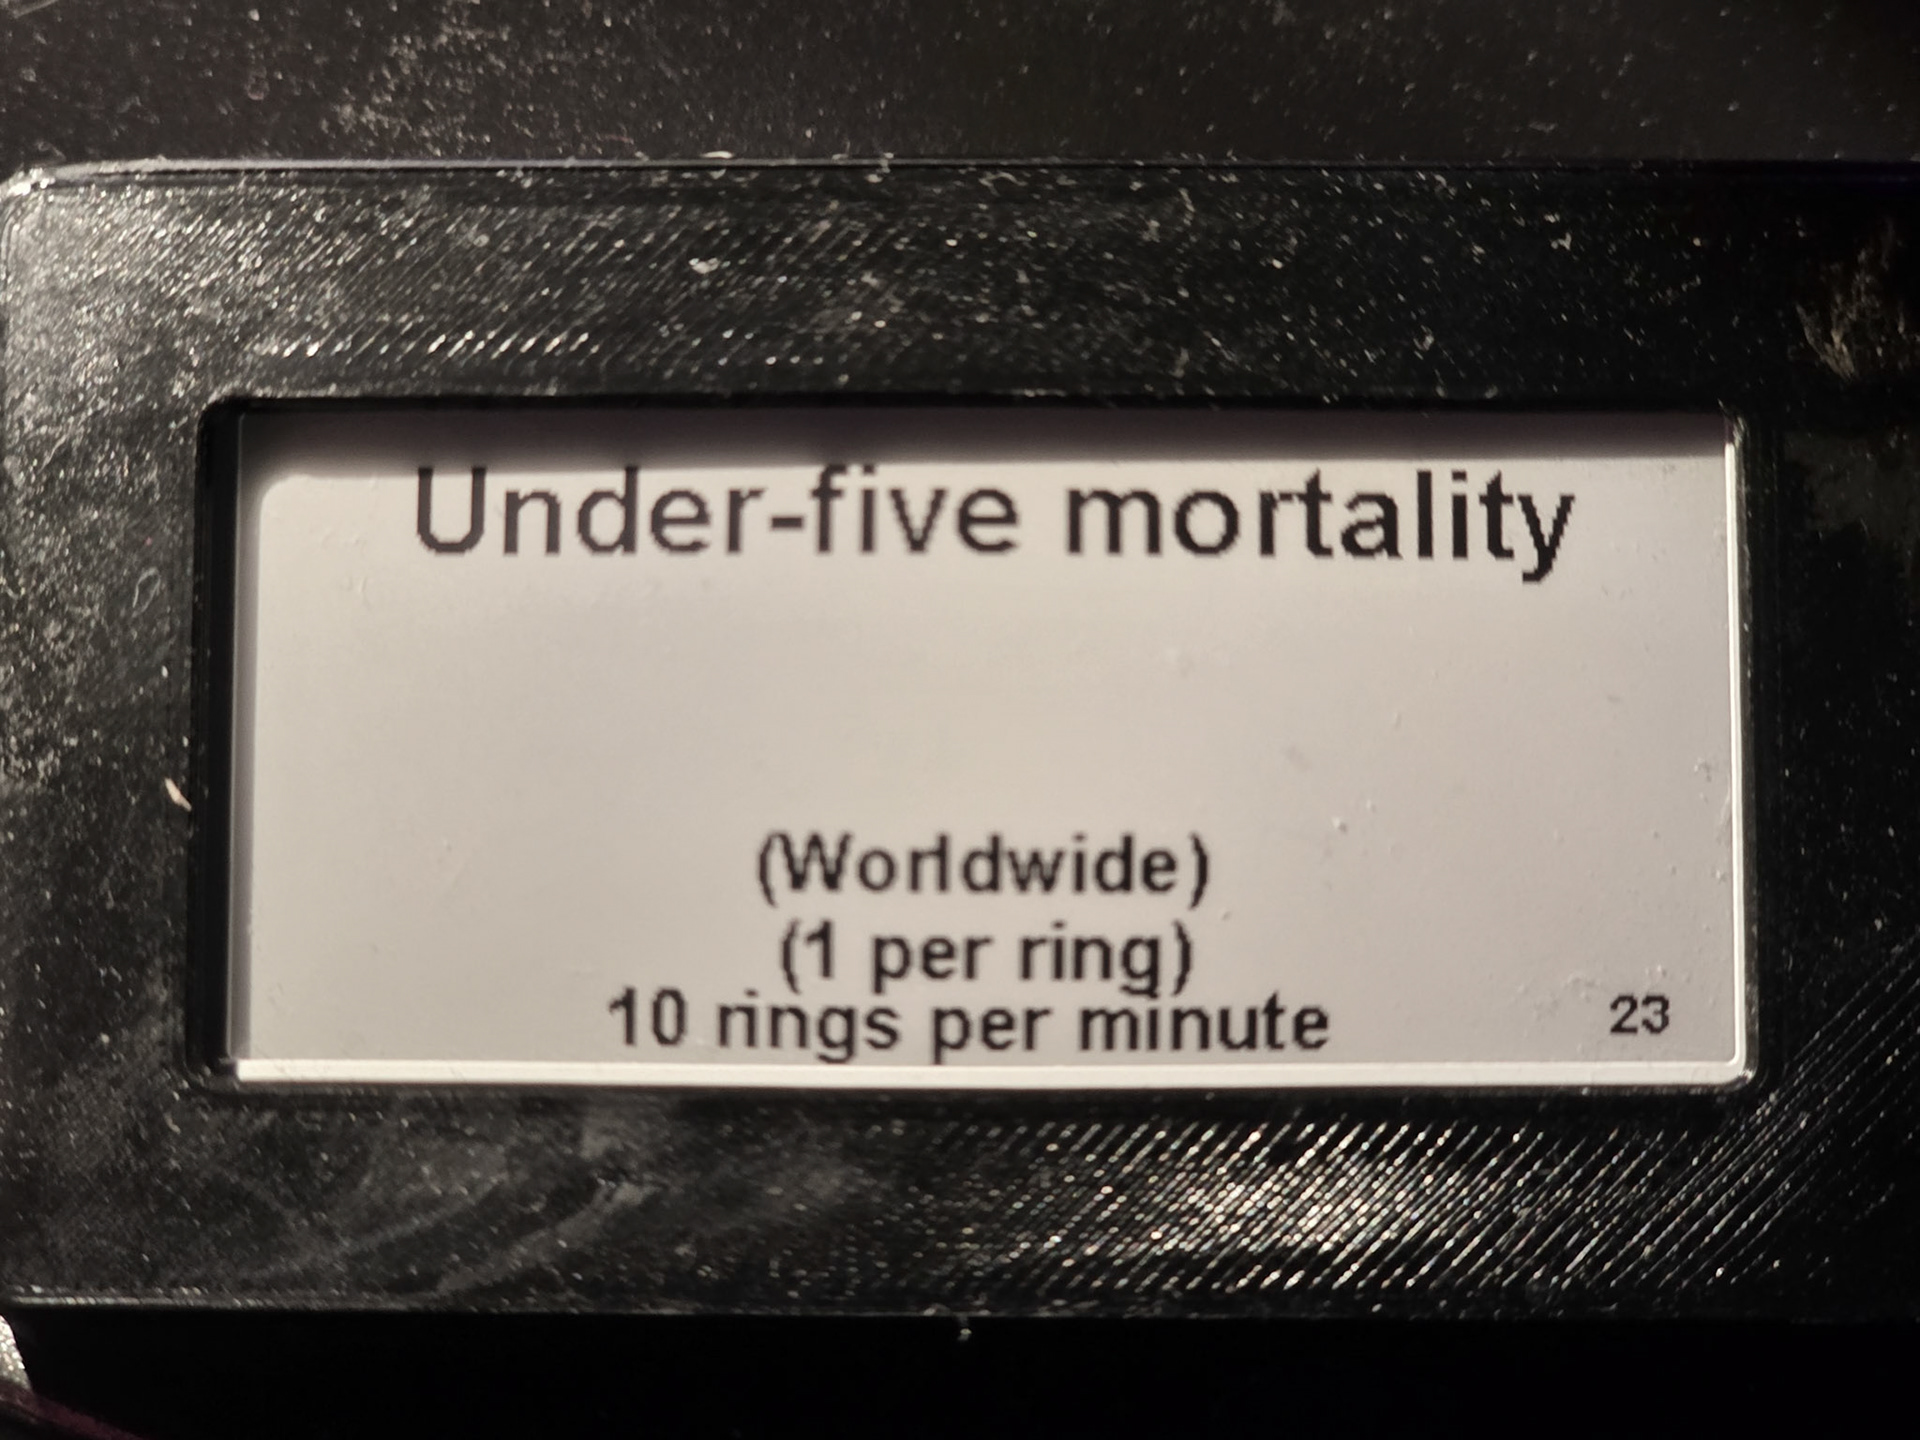 Under-five mortality
(Worldwide)
(1 per ring)
10 rings per minute
23